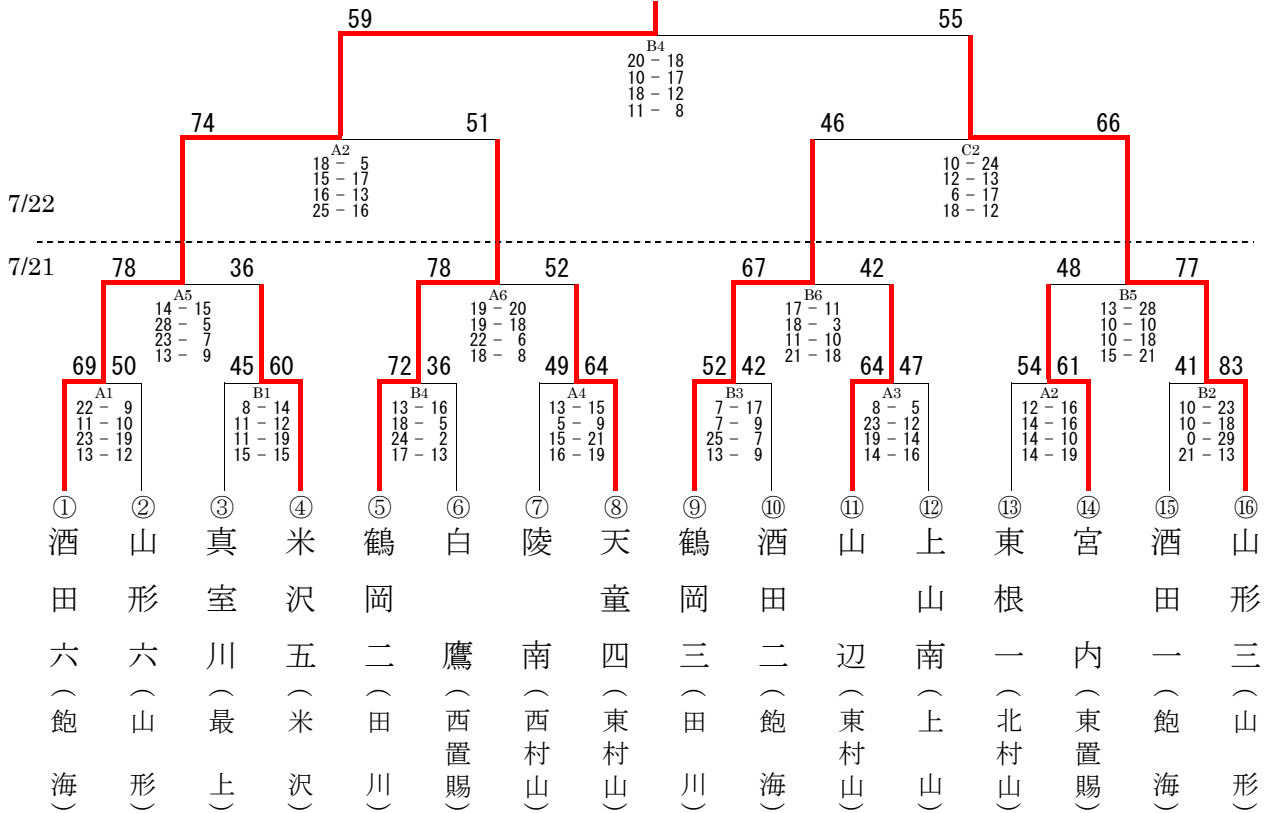 59 55
B4
20 - 18
10 - 17
18 - 12
11 - 8
74 51 46 66
A2
18 - 5
15 - 17
16 - 13
25 - 16
C2
10 - 24
12 - 13
6 - 17
18 - 12
7/22
7/21
78 36 78 52 67 42 48 77
A5
14 - 15
28 - 5
23 - 7
13 - 9
A6
19 - 20
19 - 18
22 - 6
18 - 8
B6
17 - 11
18 - 3
11 - 10
21 - 18
B5
13 - 28
10 - 10
10 - 18
15 - 21
69 50 45 60 72 36 49 64 52 42 64 47 54 61 41 83
A1
22 - 9
11 - 10
23 - 19
13 - 12
B1
8 - 14
11 - 12
11 - 19
15 - 15
B4
13 - 16
18 - 5
24 - 2
17 - 13
A4
13 - 15
5 - 9
15 - 21
16 - 19
B3
7 - 17
7 - 9
25 - 7
13 - 9
A3
8 - 5
23 - 12
19 - 14
14 - 16
A2
12 - 16
14 - 16
14 - 10
14 - 19
B2
10 - 23
10 - 18
0 - 29
21 - 13
① 酒田六(飽海)
② 山形六(山形)
③ 真室川(最上)
④ 米沢五(米沢)
⑤ 鶴岡二(田川)
⑥ 白鷹(西置賜)
⑦ 陵南(西村山)
⑧ 天童四(東村山)
⑨ 鶴岡三(田川)
⑩ 酒田二(飽海)
⑪ 山辺(東村山)
⑫ 上山南(上山)
⑬ 東根一(北村山)
⑭ 宮内(東置賜)
⑮ 酒田一(飽海)
⑯ 山形三(山形)